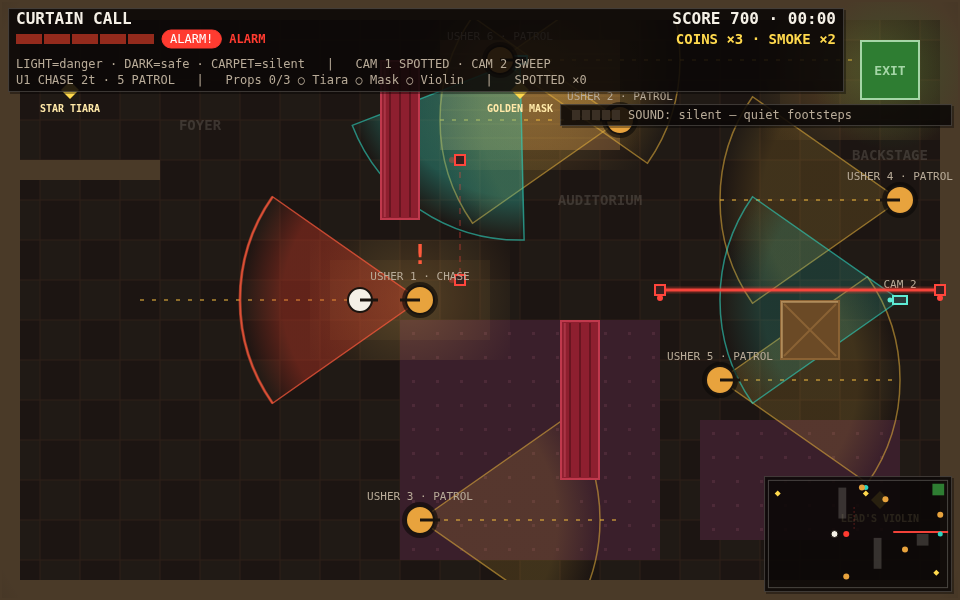 CURTAIN CALL
SCORE 700 · 00:00
ALARM! ALARM
COINS ×3 · SMOKE ×2
LIGHT=danger · DARK=safe · CARPET=silent | CAM 1 SPOTTED · CAM 2 SWEEP
U1 CHASE 2t · 5 PATROL | Props 0/3 ○ Tiara ○ Mask ○ Violin | SPOTTED ×0
USHER 6 · PATROL
EXIT
STAR TIARA
GOLDEN MASK
USHER 2 · PATROL
SOUND: silent — quiet footsteps
FOYER
BACKSTAGE
USHER 4 · PATROL
AUDITORIUM
!
USHER 1 · CHASE
CAM 2
USHER 5 · PATROL
USHER 3 · PATROL
LEAD'S VIOLIN